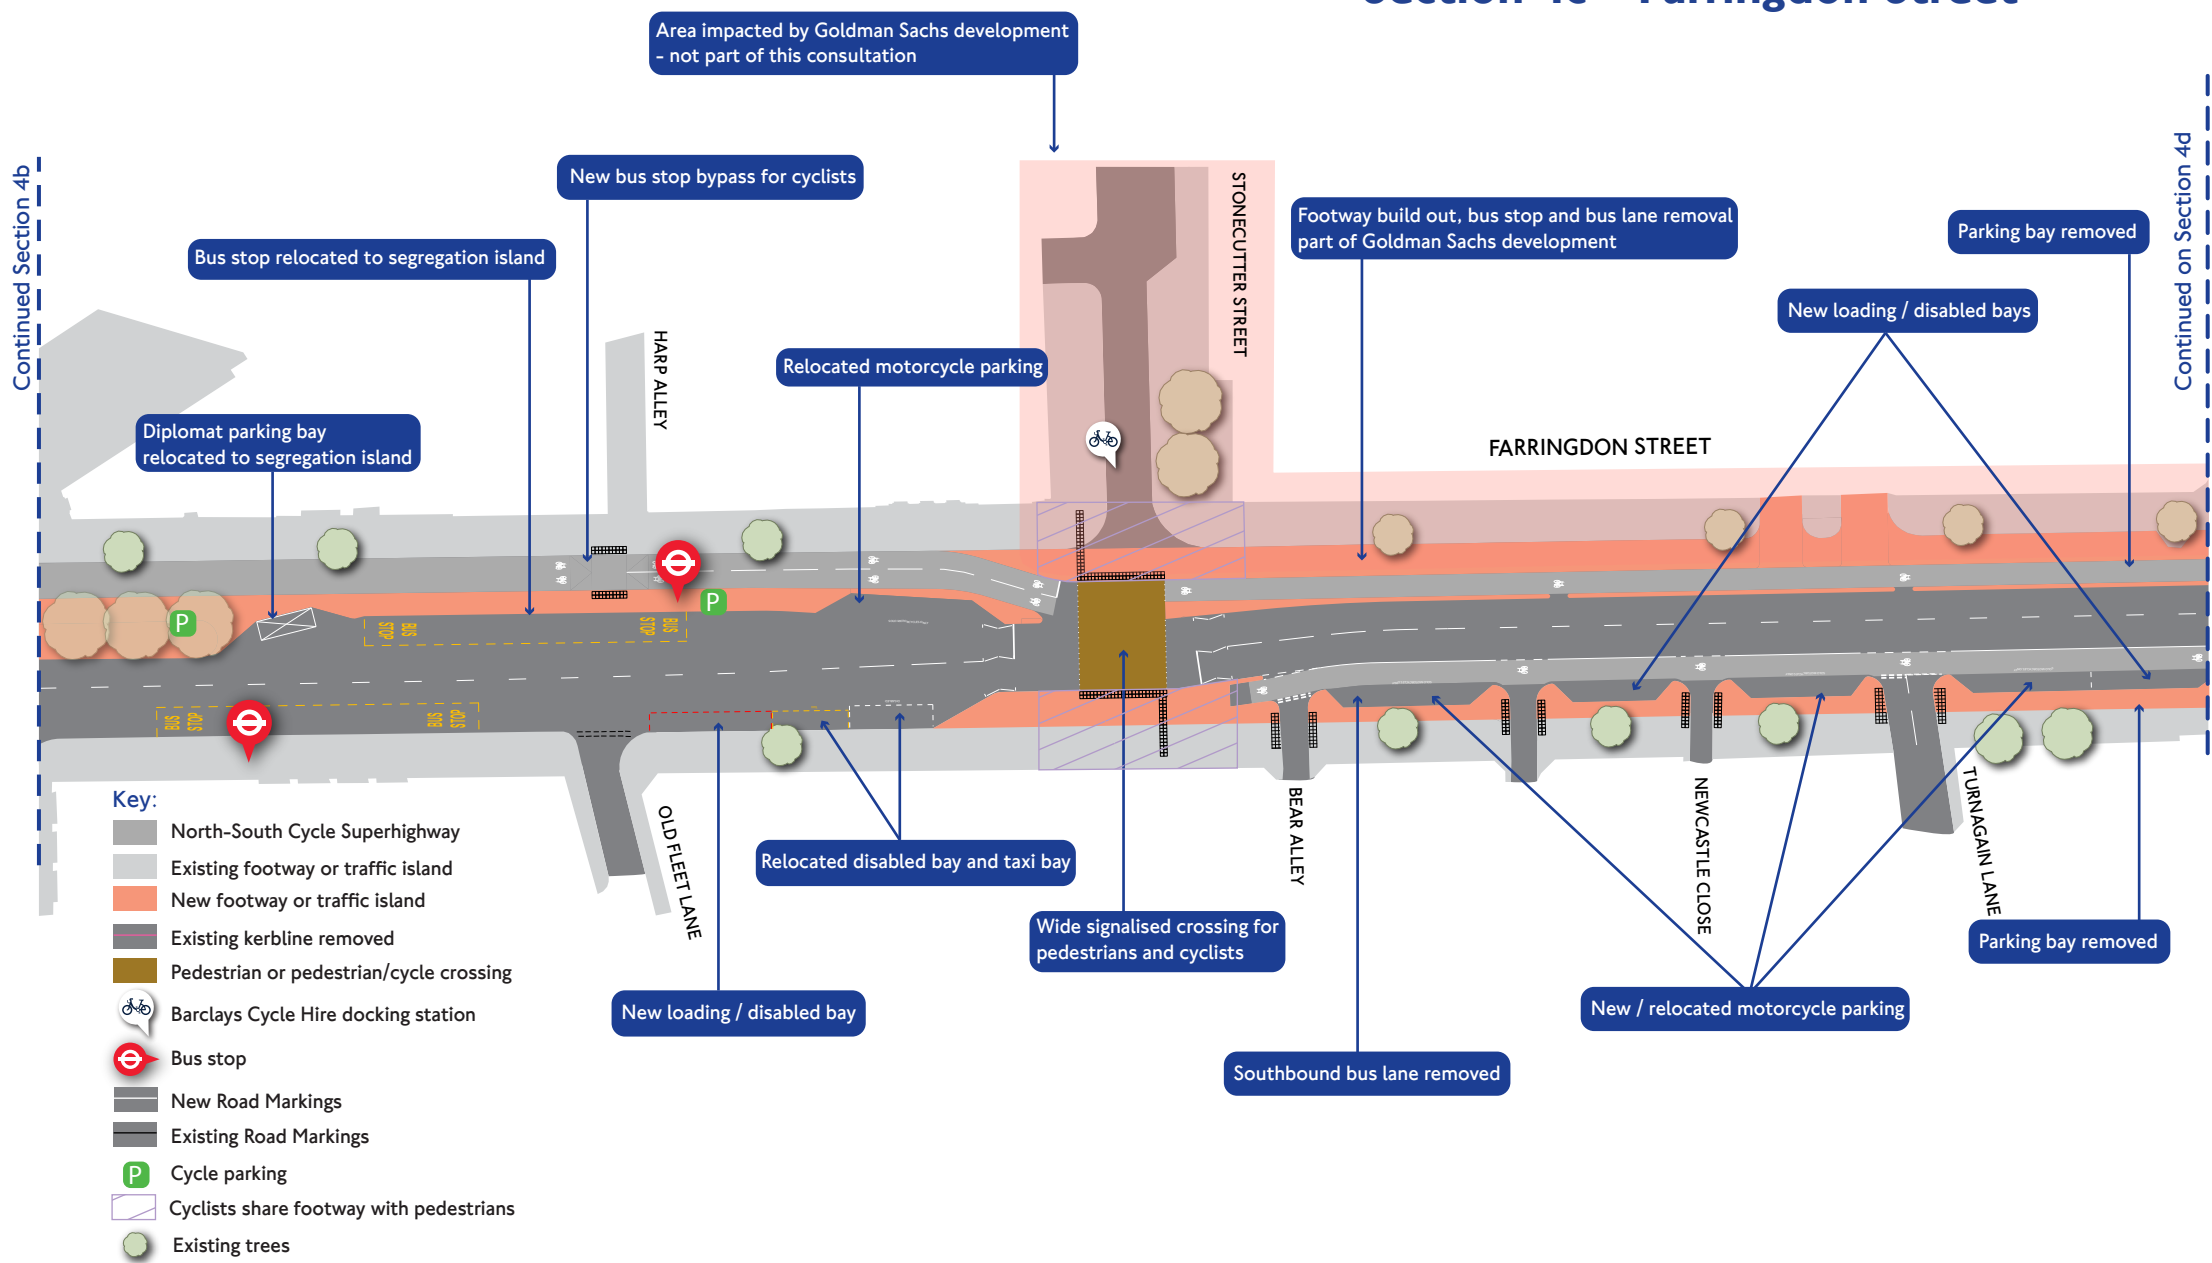 Section 4c – Farringdon Street
Area impacted by Goldman Sachs development
- not part of this consultation
Continued Section 4b
Continued on Section 4d
New bus stop bypass for cyclists
STONECUTTER STREET
Footway build out, bus stop and bus lane removal
part of Goldman Sachs development
Parking bay removed
Bus stop relocated to segregation island
New loading / disabled bays
HARP ALLEY
Relocated motorcycle parking
Diplomat parking bay
relocated to segregation island
FARRINGDON STREET
P
P
BUS
STOP
BUS
STOP
BUS
STOP
BUS
STOP
Key:
North-South Cycle Superhighway
Existing footway or traffic island
New footway or traffic island
Existing kerbline removed
Pedestrian or pedestrian/cycle crossing
Barclays Cycle Hire docking station
Bus stop
New Road Markings
Existing Road Markings
P
Cycle parking
Cyclists share footway with pedestrians
Existing trees
OLD FLEET LANE
Relocated disabled bay and taxi bay
New loading / disabled bay
Wide signalised crossing for
pedestrians and cyclists
BEAR ALLEY
Southbound bus lane removed
NEWCASTLE CLOSE
TURNAGAIN LANE
Parking bay removed
New / relocated motorcycle parking